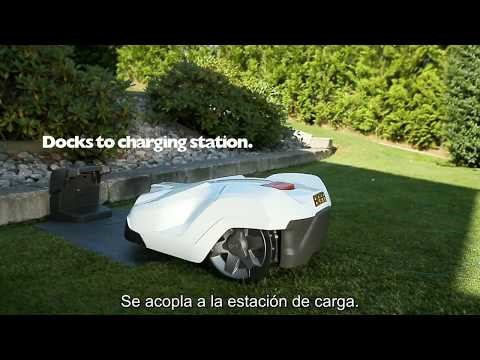 Docks to charging station.
Se acopla a la estación de carga.